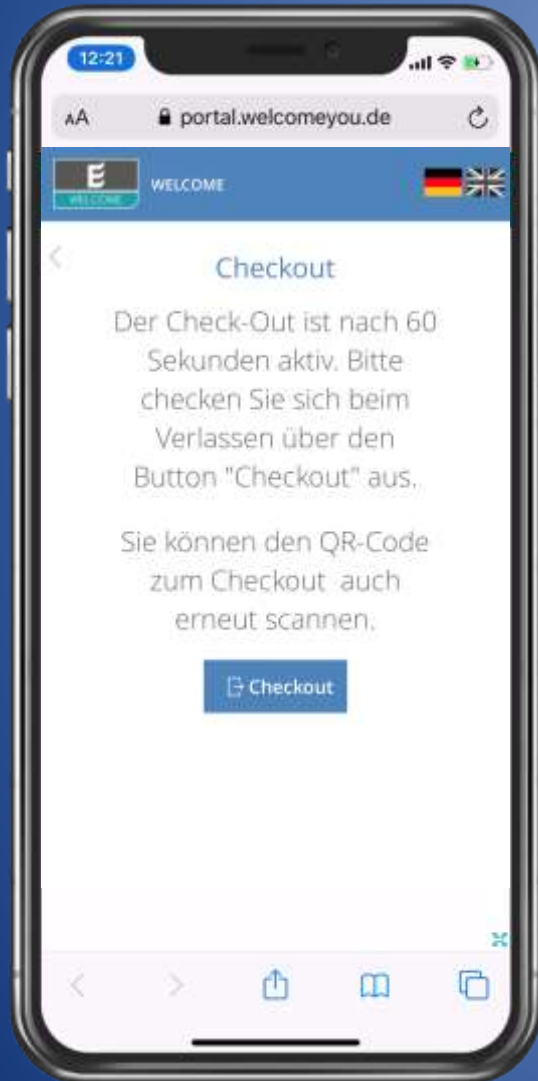 12:21
AA portal.welcomeyou.de
E
WELCOME
WELCOME
Checkout
Der Check-Out ist nach 60
Sekunden aktiv. Bitte
checken Sie sich beim
Verlassen über den
Button "Checkout" aus.
Sie können den QR-Code
zum Checkout auch
erneut scannen.
Checkout